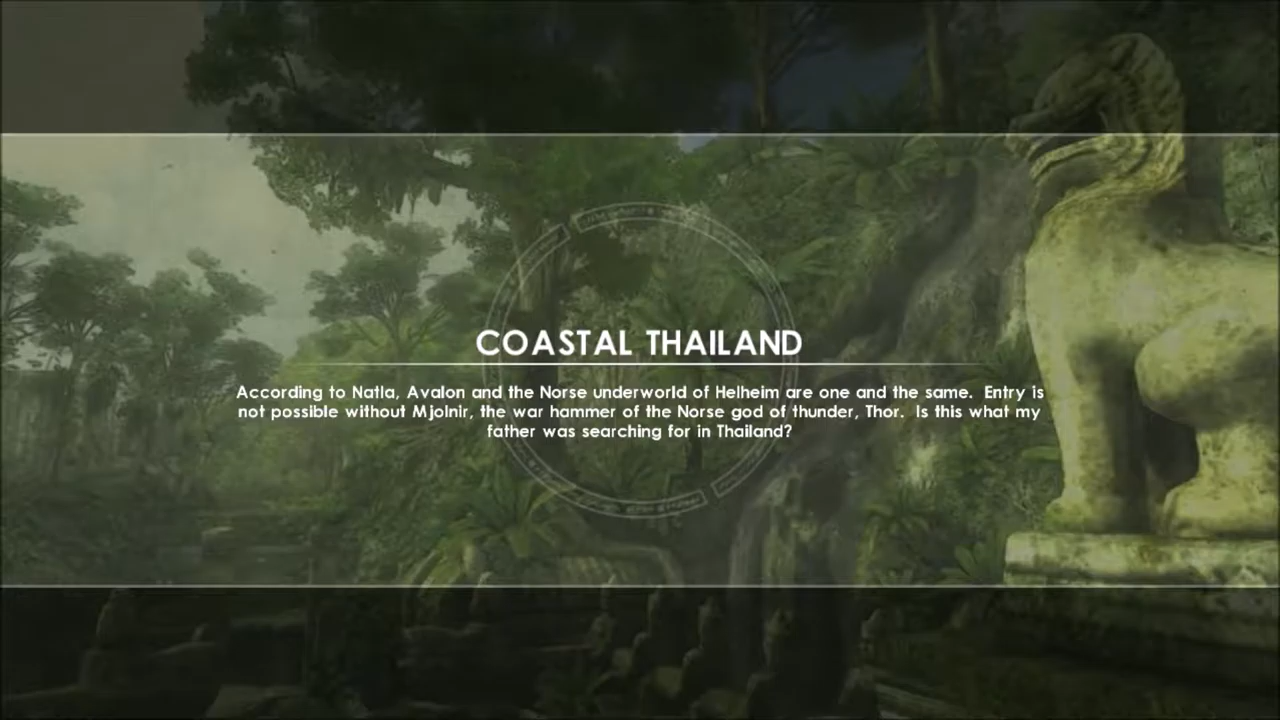 COASTAL THAILAND
According to Natla, Avalon and the Norse underworld of Helheim are one and the same.  Entry is
not possible without Mjolnir, the war hammer of the Norse god of thunder, Thor.  Is this what my
father was searching for in Thailand?